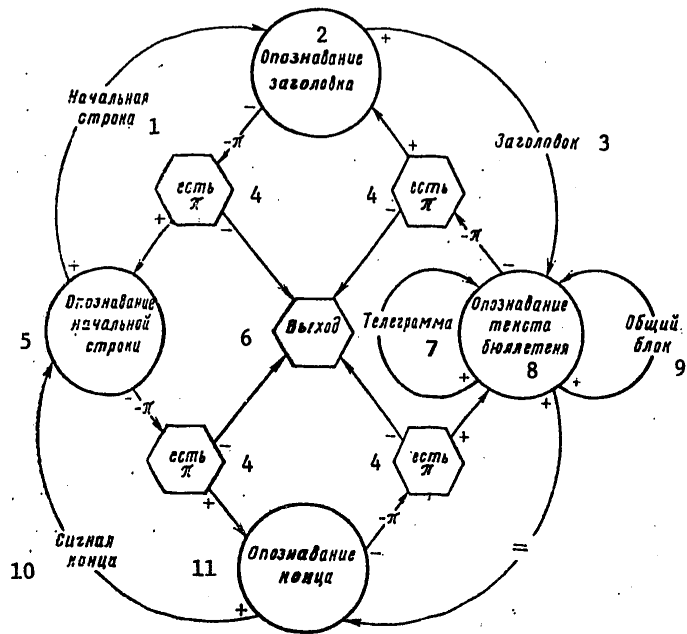 2
+
Опознавание
заголовка
Начальная
строка
1
-
-π
+
Заголовок 3
есть
π
4
4
есть
π
+
-
-
-π
-
+
Опознавание
начальной
строки
5
6
Выход
Телеграмма
7
Опознавание
текста
бюллетеня
8
Общий
блок
9
+
+
+
-
-π
-
-
+
есть
π
4
4
есть
π
+
-π
-
=
Сигнал
конца
10
11
Опознавание
конца
+